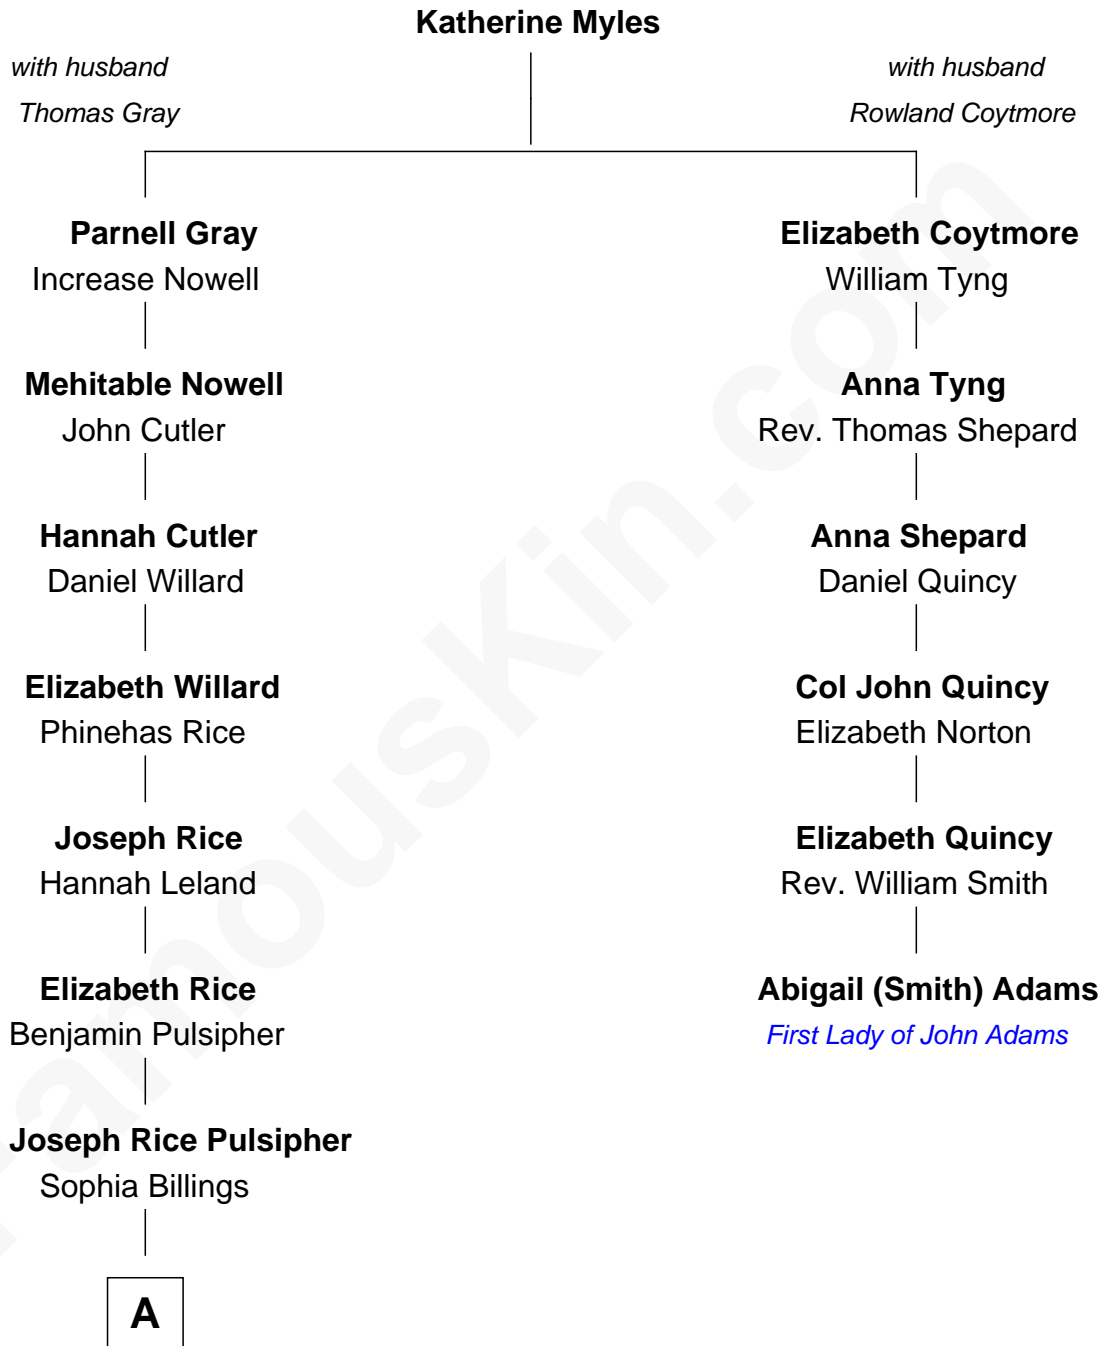 Katherine Myles
with husband
Thomas Gray
with husband
Rowland Coytmore
Parnell Gray
Increase Nowell
Mehitable Nowell
John Cutler
Hannah Cutler
Daniel Willard
Elizabeth Willard
Phinehas Rice
Joseph Rice
Hannah Leland
Elizabeth Rice
Benjamin Pulsipher
Joseph Rice Pulsipher
Sophia Billings
A
Elizabeth Coytmore
William Tyng
Anna Tyng
Rev. Thomas Shepard
Anna Shepard
Daniel Quincy
Col John Quincy
Elizabeth Norton
Elizabeth Quincy
Rev. William Smith
Abigail (Smith) Adams
First Lady of John Adams
FamousKin.com